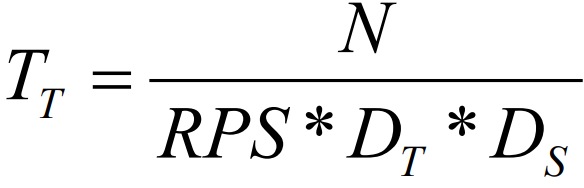 T_T = N / (RPS * D_T * D_S)